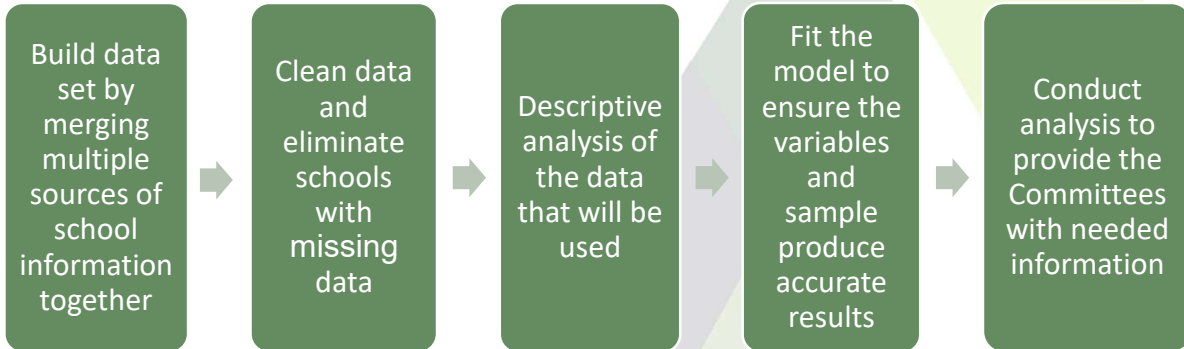 Build data
set by
merging
multiple
sources of
school
information
together
Clean data
and
eliminate
schools
with
missing
data
Descriptive
analysis of
the data
that will be
used
Fit the
model to
ensure the
variables
and
sample
produce
accurate
results
Conduct
analysis to
provide the
Committees
with needed
information